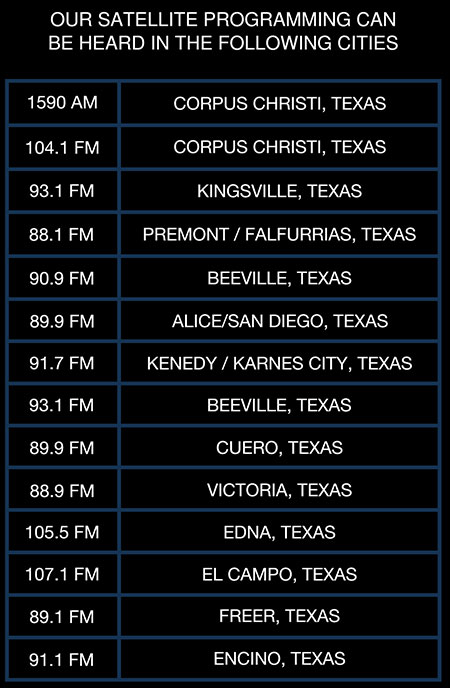 OUR SATELLITE PROGRAMMING CAN
BE HEARD IN THE FOLLOWING CITIES
1590 AM CORPUS CHRISTI, TEXAS
104.1 FM CORPUS CHRISTI, TEXAS
93.1 FM KINGSVILLE, TEXAS
88.1 FM PREMONT / FALFURRIAS, TEXAS
90.9 FM BEEVILLE, TEXAS
89.9 FM ALICE/SAN DIEGO, TEXAS
91.7 FM KENEDY / KARNES CITY, TEXAS
93.1 FM BEEVILLE, TEXAS
89.9 FM CUERO, TEXAS
88.9 FM VICTORIA, TEXAS
105.5 FM EDNA, TEXAS
107.1 FM EL CAMPO, TEXAS
89.1 FM FREER, TEXAS
91.1 FM ENCINO, TEXAS